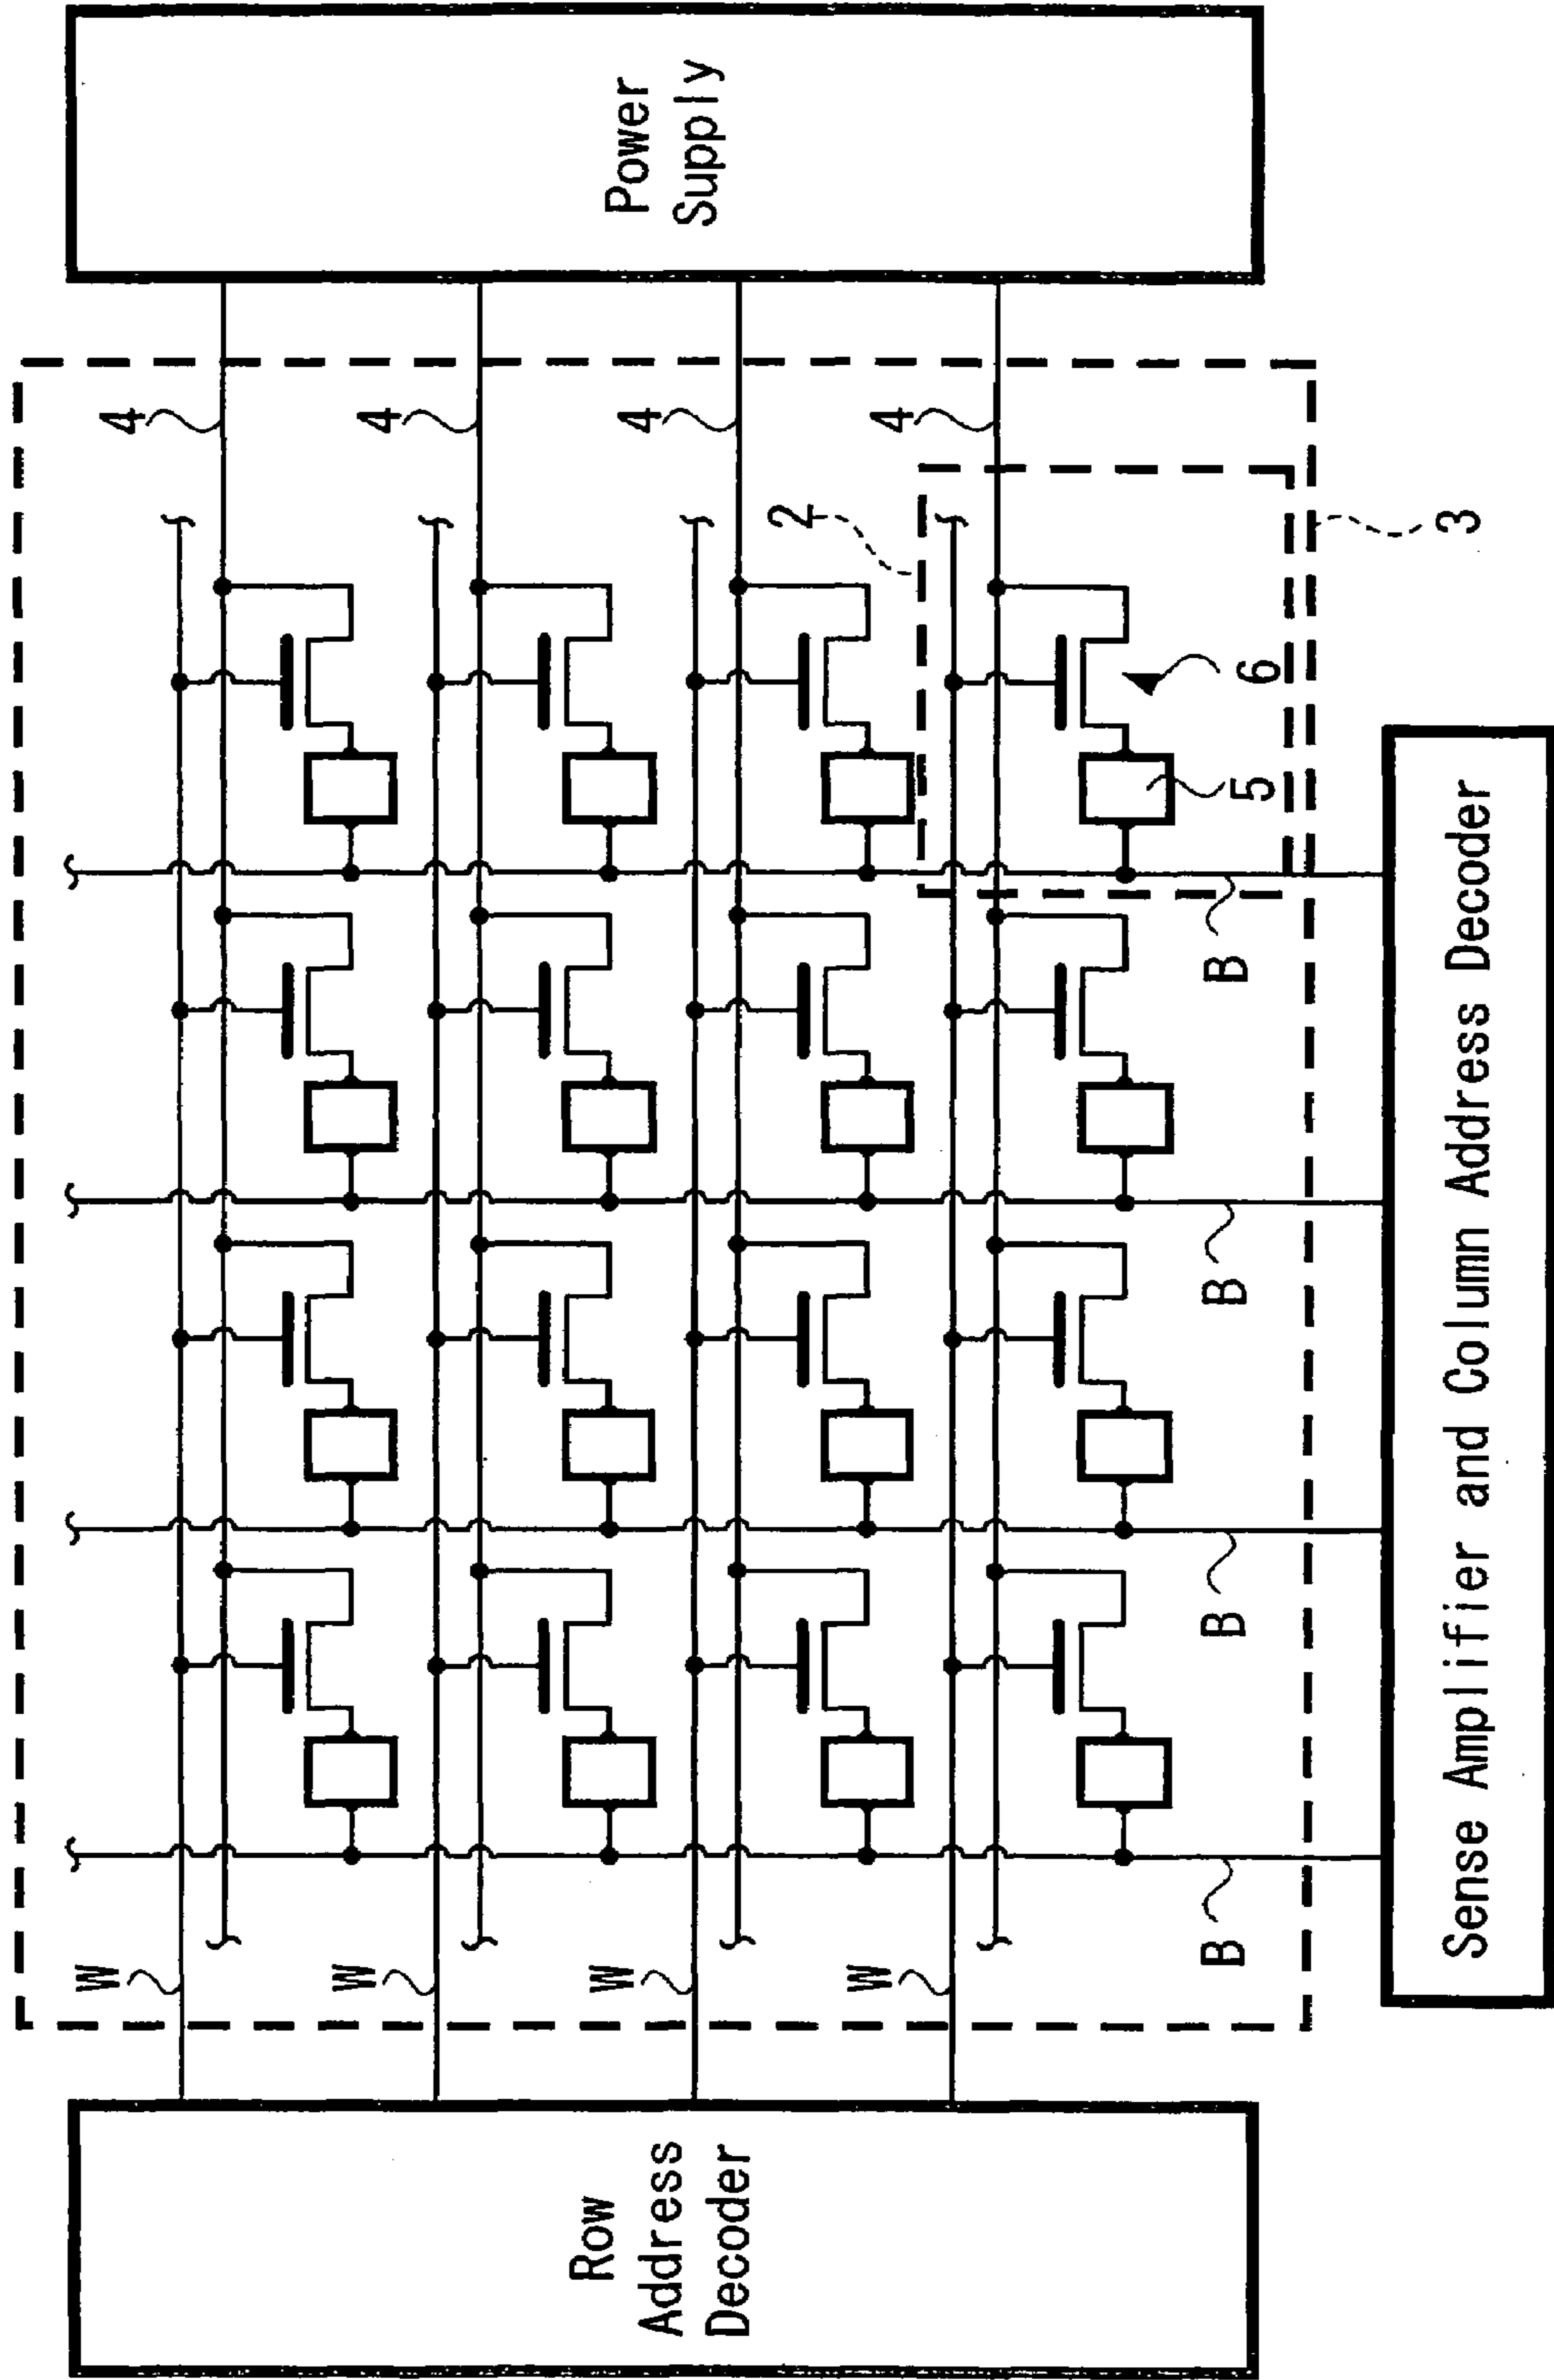 Power
Supply
4
4
4
4
2
3
6
5
B
B
B
B
W
W
W
W
Row
Address
Decoder
Sense Amplifier and Column Address Decoder